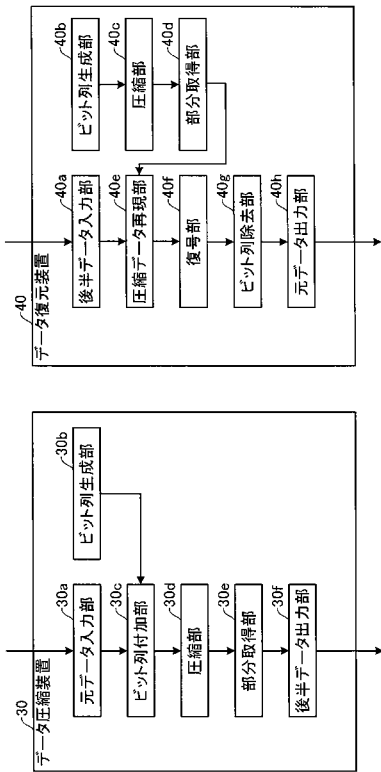 30
データ圧縮装置
元データ入力部
30a
ビット列生成部
30b
ビット列付加部
30c
圧縮部
30d
部分取得部
30e
後半データ出力部
30f
40
データ復元装置
後半データ入力部
40a
ビット列生成部
40b
圧縮部
40c
部分取得部
40d
圧縮データ再現部
40e
復号部
40f
ビット列除去部
40g
元データ出力部
40h